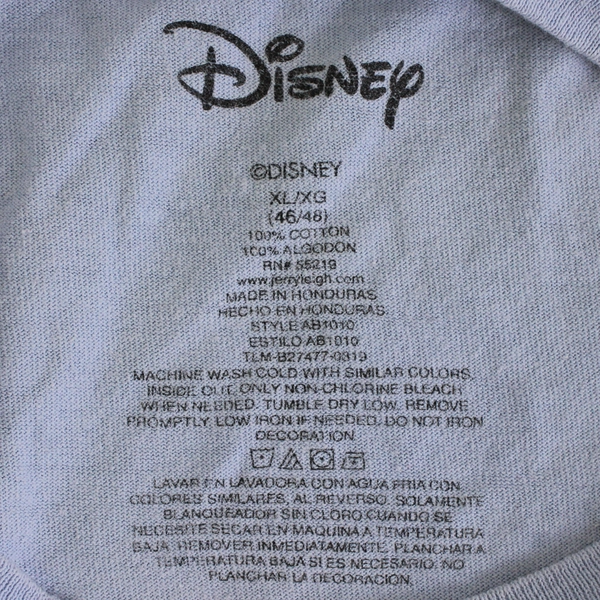 DISNEY
©DISNEY
XL/XG
(46/48)
100% COTTON
100% ALGODON
RN# 55219
www.jerryleigh.com
MADE IN HONDURAS
HECHO EN HONDURAS
STYLE AB1010
ESTILO AB1010
TLM-B27477-0319
MACHINE WASH COLD WITH SIMILAR COLORS,
INSIDE OUT, ONLY NON-CHLORINE BLEACH
WHEN NEEDED, TUMBLE DRY LOW, REMOVE
PROMPTLY, LOW IRON IF NEEDED, DO NOT IRON
DECORATION
LAVAR EN LAVADORA CON AGUA FRIA CON
COLORES SIMILARES, AL REVERSO. SOLAMENTE
BLANQUEADOR SIN CLORO CUANDO SE
NECESITE SECAR EN MAQUINA A TEMPERATURA
BAJA. REMOVER INMEDIATAMENTE. PLANCHAR A
TEMPERATURA BAJA SI ES NECESARIO. NO
PLANCHAR LA DECORACION.